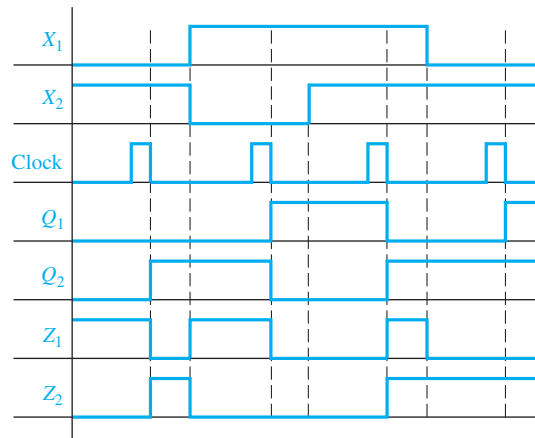 X₁
X₂
Clock
Q₁
Q₂
Z₁
Z₂